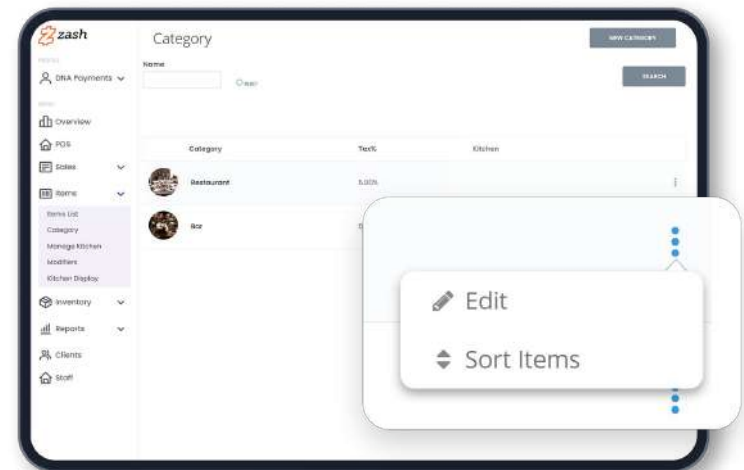 zash
Category
NEW CATEGORY
DNA Payments
Name
SEARCH
Overview
POS
Sales
Items
Items List
Category
Manage Kitchen
Modifiers
Kitchen Display
Inventory
Reports
Clients
Staff
Category Tax% Kitchen
Restaurant 5.00%
Bar
Edit
Sort Items